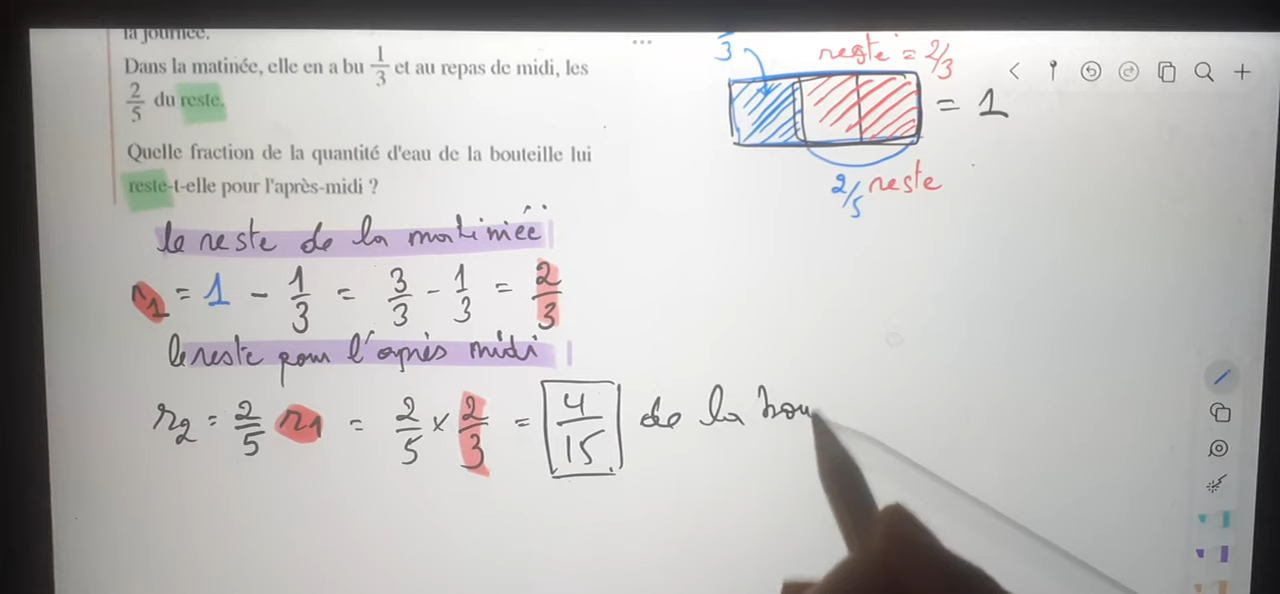 la journée.
Dans la matinée, elle en a bu 1/3 et au repas de midi, les
2/5 du reste.
Quelle fraction de la quantité d'eau de la bouteille lui
reste-t-elle pour l'après-midi ?
3
reste = 2/3
= 1
2/5 reste
le reste de la matiniéé
r1 = 1 - 1/3 = 3/3 - 1/3 = 2/3
le reste pour l'après midi
r2 = 2/5 r1 = 2/5 × 2/3 = 4/15 de la bou